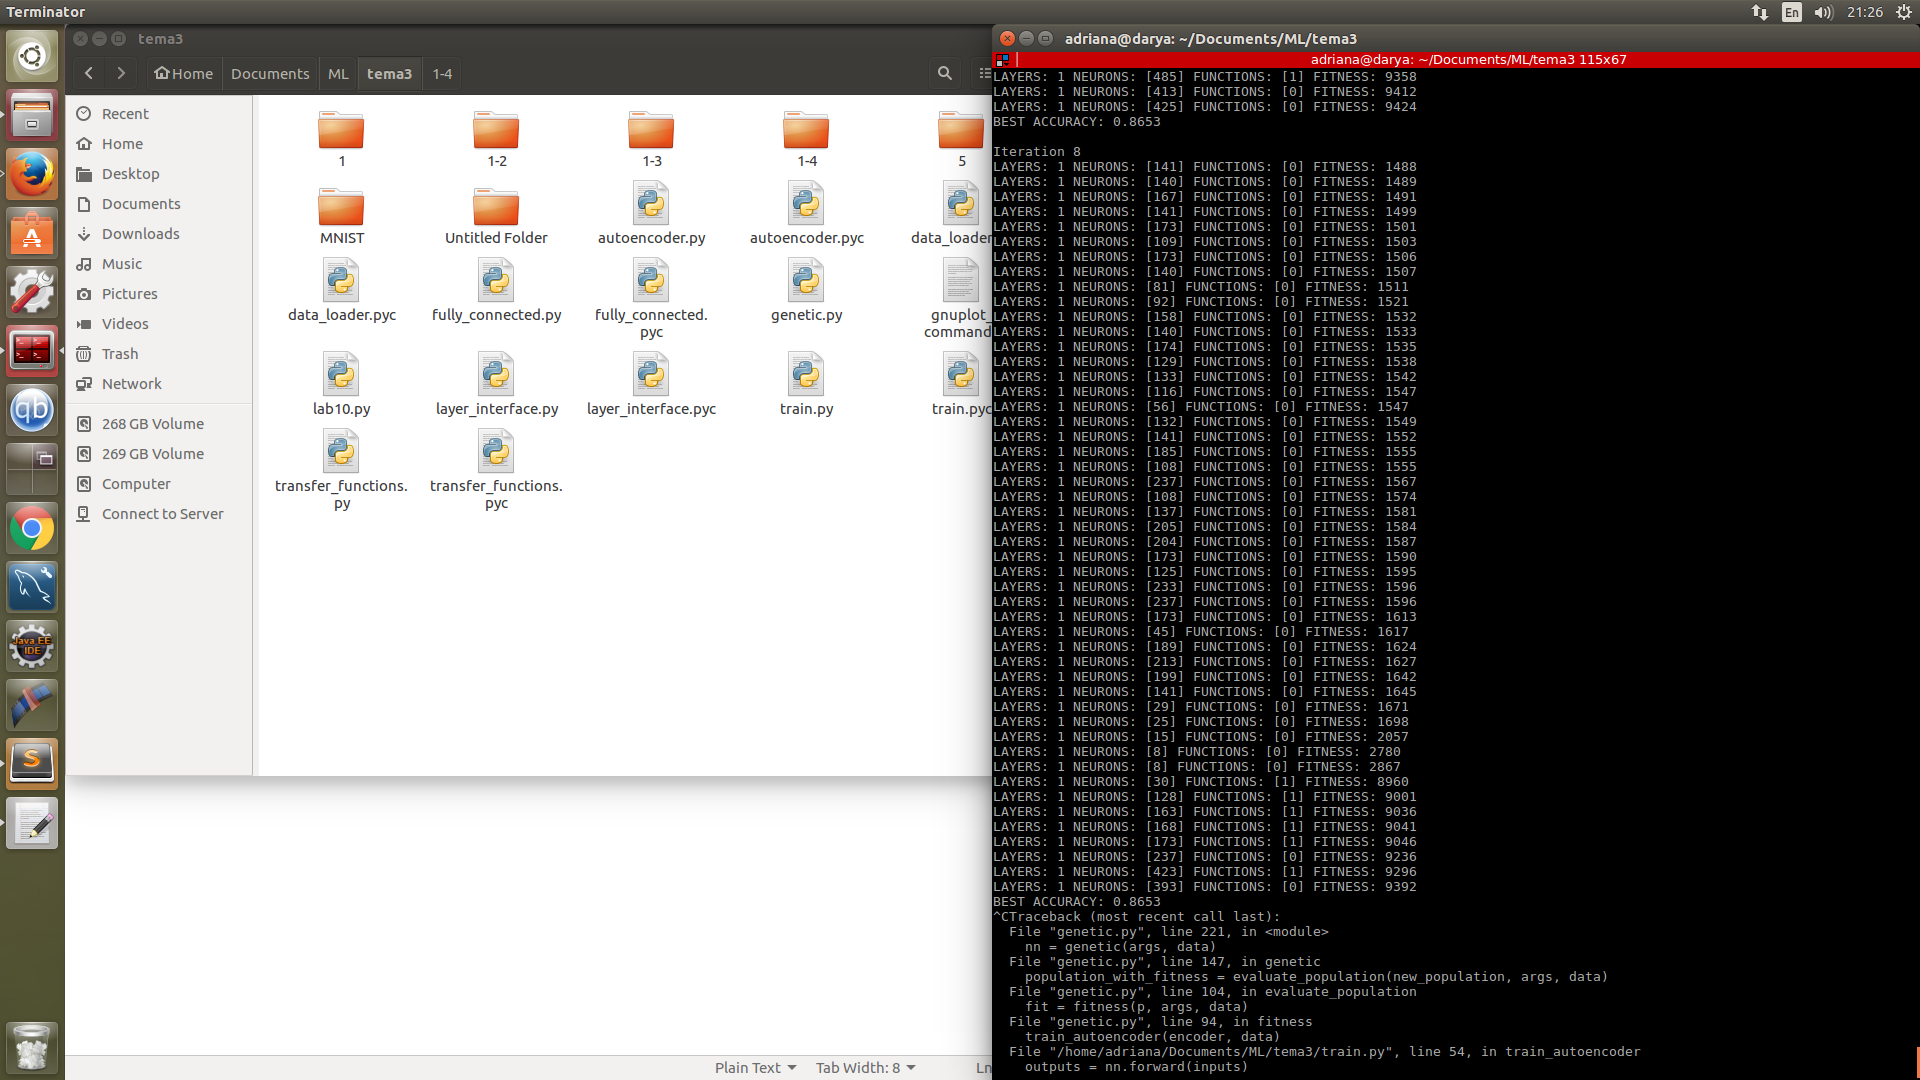 Terminator
En
21:26
tema3
Home
Documents
ML
tema3
1-4
Recent
Home
Desktop
Documents
Downloads
Music
Pictures
Videos
Trash
Network
268 GB Volume
269 GB Volume
Computer
Connect to Server
1
1-2
1-3
1-4
5
MNIST
Untitled Folder
autoencoder.py
autoencoder.pyc
data_loader
data_loader.pyc
fully_connected.py
fully_connected.
pyc
genetic.py
gnuplot_
command
lab10.py
layer_interface.py
layer_interface.pyc
train.py
train.pyc
transfer_functions.
py
transfer_functions.
pyc
qb
Java EE
IDE
S
Plain Text
Tab Width: 8
Ln
adriana@darya: ~/Documents/ML/tema3
adriana@darya: ~/Documents/ML/tema3 115x67
LAYERS: 1 NEURONS: [485] FUNCTIONS: [1] FITNESS: 9358
LAYERS: 1 NEURONS: [413] FUNCTIONS: [0] FITNESS: 9412
LAYERS: 1 NEURONS: [425] FUNCTIONS: [0] FITNESS: 9424
BEST ACCURACY: 0.8653
Iteration 8
LAYERS: 1 NEURONS: [141] FUNCTIONS: [0] FITNESS: 1488
LAYERS: 1 NEURONS: [140] FUNCTIONS: [0] FITNESS: 1489
LAYERS: 1 NEURONS: [167] FUNCTIONS: [0] FITNESS: 1491
LAYERS: 1 NEURONS: [141] FUNCTIONS: [0] FITNESS: 1499
LAYERS: 1 NEURONS: [173] FUNCTIONS: [0] FITNESS: 1501
LAYERS: 1 NEURONS: [109] FUNCTIONS: [0] FITNESS: 1503
LAYERS: 1 NEURONS: [173] FUNCTIONS: [0] FITNESS: 1506
LAYERS: 1 NEURONS: [140] FUNCTIONS: [0] FITNESS: 1507
LAYERS: 1 NEURONS: [81] FUNCTIONS: [0] FITNESS: 1511
LAYERS: 1 NEURONS: [92] FUNCTIONS: [0] FITNESS: 1521
LAYERS: 1 NEURONS: [158] FUNCTIONS: [0] FITNESS: 1532
LAYERS: 1 NEURONS: [140] FUNCTIONS: [0] FITNESS: 1533
LAYERS: 1 NEURONS: [174] FUNCTIONS: [0] FITNESS: 1535
LAYERS: 1 NEURONS: [129] FUNCTIONS: [0] FITNESS: 1538
LAYERS: 1 NEURONS: [133] FUNCTIONS: [0] FITNESS: 1542
LAYERS: 1 NEURONS: [116] FUNCTIONS: [0] FITNESS: 1547
LAYERS: 1 NEURONS: [56] FUNCTIONS: [0] FITNESS: 1547
LAYERS: 1 NEURONS: [132] FUNCTIONS: [0] FITNESS: 1549
LAYERS: 1 NEURONS: [141] FUNCTIONS: [0] FITNESS: 1552
LAYERS: 1 NEURONS: [185] FUNCTIONS: [0] FITNESS: 1555
LAYERS: 1 NEURONS: [108] FUNCTIONS: [0] FITNESS: 1555
LAYERS: 1 NEURONS: [237] FUNCTIONS: [0] FITNESS: 1567
LAYERS: 1 NEURONS: [108] FUNCTIONS: [0] FITNESS: 1574
LAYERS: 1 NEURONS: [137] FUNCTIONS: [0] FITNESS: 1581
LAYERS: 1 NEURONS: [205] FUNCTIONS: [0] FITNESS: 1584
LAYERS: 1 NEURONS: [204] FUNCTIONS: [0] FITNESS: 1587
LAYERS: 1 NEURONS: [173] FUNCTIONS: [0] FITNESS: 1590
LAYERS: 1 NEURONS: [125] FUNCTIONS: [0] FITNESS: 1595
LAYERS: 1 NEURONS: [233] FUNCTIONS: [0] FITNESS: 1596
LAYERS: 1 NEURONS: [237] FUNCTIONS: [0] FITNESS: 1596
LAYERS: 1 NEURONS: [173] FUNCTIONS: [0] FITNESS: 1613
LAYERS: 1 NEURONS: [45] FUNCTIONS: [0] FITNESS: 1617
LAYERS: 1 NEURONS: [189] FUNCTIONS: [0] FITNESS: 1624
LAYERS: 1 NEURONS: [213] FUNCTIONS: [0] FITNESS: 1627
LAYERS: 1 NEURONS: [199] FUNCTIONS: [0] FITNESS: 1642
LAYERS: 1 NEURONS: [141] FUNCTIONS: [0] FITNESS: 1645
LAYERS: 1 NEURONS: [29] FUNCTIONS: [0] FITNESS: 1671
LAYERS: 1 NEURONS: [25] FUNCTIONS: [0] FITNESS: 1698
LAYERS: 1 NEURONS: [15] FUNCTIONS: [0] FITNESS: 2057
LAYERS: 1 NEURONS: [8] FUNCTIONS: [0] FITNESS: 2780
LAYERS: 1 NEURONS: [8] FUNCTIONS: [0] FITNESS: 2867
LAYERS: 1 NEURONS: [30] FUNCTIONS: [1] FITNESS: 8960
LAYERS: 1 NEURONS: [128] FUNCTIONS: [1] FITNESS: 9001
LAYERS: 1 NEURONS: [163] FUNCTIONS: [1] FITNESS: 9036
LAYERS: 1 NEURONS: [168] FUNCTIONS: [1] FITNESS: 9041
LAYERS: 1 NEURONS: [173] FUNCTIONS: [1] FITNESS: 9046
LAYERS: 1 NEURONS: [237] FUNCTIONS: [0] FITNESS: 9236
LAYERS: 1 NEURONS: [423] FUNCTIONS: [1] FITNESS: 9296
LAYERS: 1 NEURONS: [393] FUNCTIONS: [0] FITNESS: 9392
BEST ACCURACY: 0.8653
^CTraceback (most recent call last):
File "genetic.py", line 221, in <module>
nn = genetic(args, data)
File "genetic.py", line 147, in genetic
population_with_fitness = evaluate_population(new_population, args, data)
File "genetic.py", line 104, in evaluate_population
fit = fitness(p, args, data)
File "genetic.py", line 94, in fitness
train_autoencoder(encoder, data)
File "/home/adriana/Documents/ML/tema3/train.py", line 54, in train_autoencoder
outputs = nn.forward(inputs)